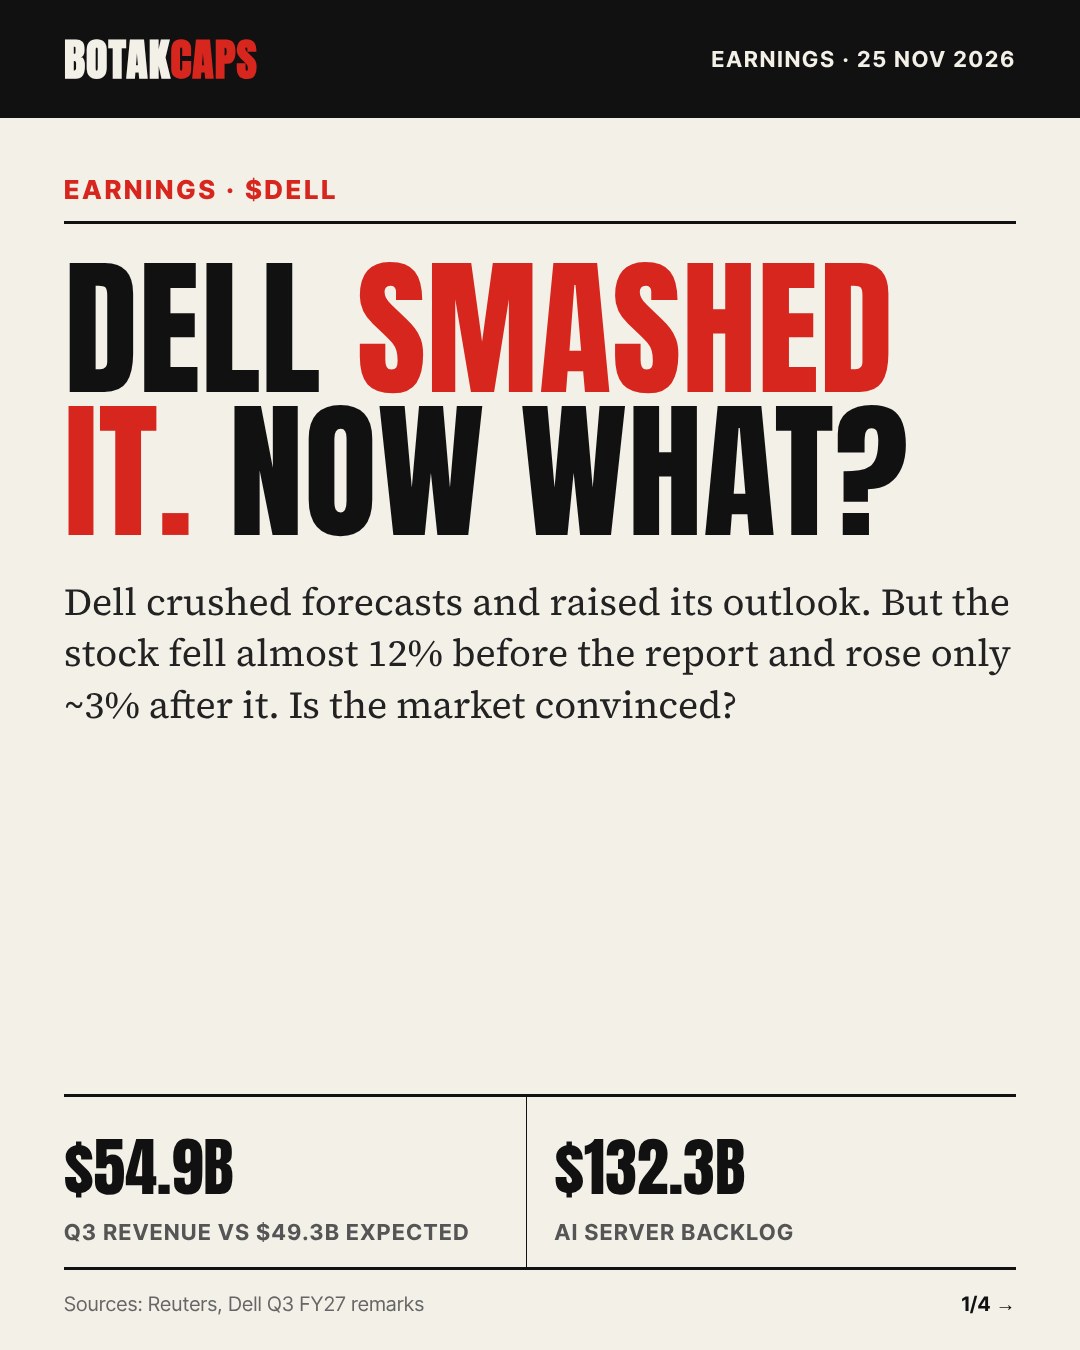 BOTAKCAPS
EARNINGS · 25 NOV 2026
EARNINGS · $DELL
DELL SMASHED
IT. NOW WHAT?
Dell crushed forecasts and raised its outlook. But the
stock fell almost 12% before the report and rose only
~3% after it. Is the market convinced?
$54.9B
Q3 REVENUE VS $49.3B EXPECTED
$132.3B
AI SERVER BACKLOG
Sources: Reuters, Dell Q3 FY27 remarks
1/4 →